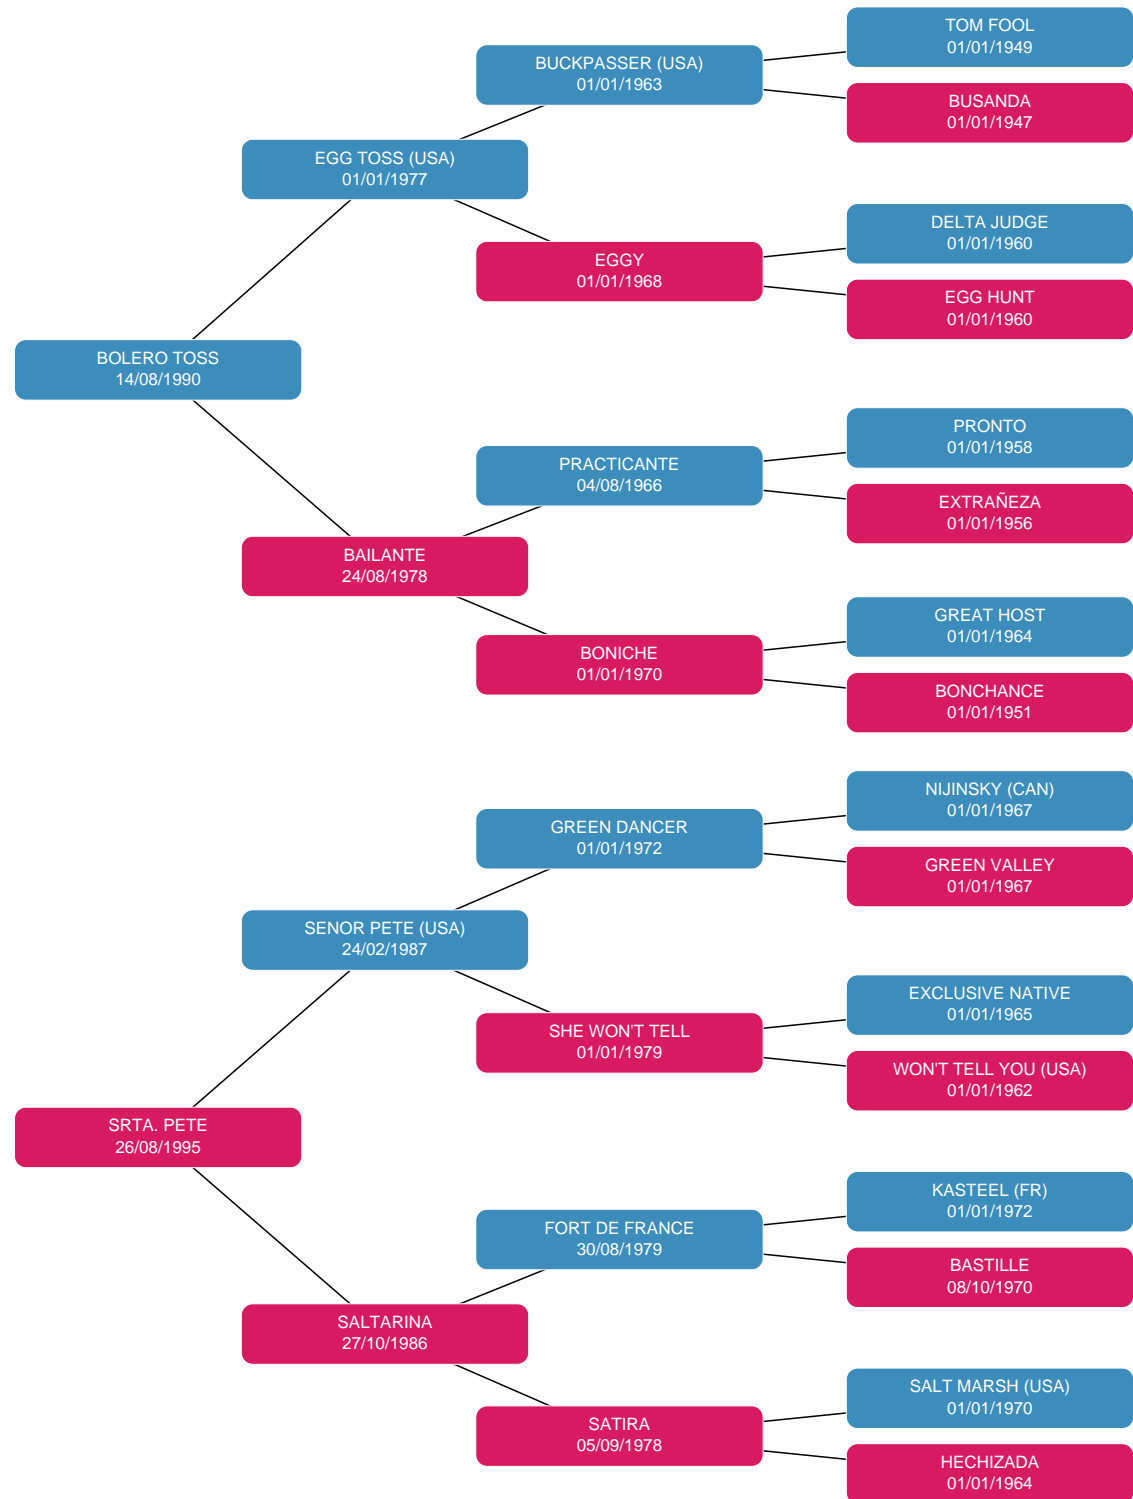 TOM FOOL
01/01/1949
BUCKPASSER (USA)
01/01/1963
BUSANDA
01/01/1947
EGG TOSS (USA)
01/01/1977
DELTA JUDGE
01/01/1960
EGGY
01/01/1968
EGG HUNT
01/01/1960
BOLERO TOSS
14/08/1990
PRONTO
01/01/1958
PRACTICANTE
04/08/1966
EXTRAÑEZA
01/01/1956
BAILANTE
24/08/1978
GREAT HOST
01/01/1964
BONICHE
01/01/1970
BONCHANCE
01/01/1951
NIJINSKY (CAN)
01/01/1967
GREEN DANCER
01/01/1972
GREEN VALLEY
01/01/1967
SENOR PETE (USA)
24/02/1987
EXCLUSIVE NATIVE
01/01/1965
SHE WON'T TELL
01/01/1979
WON'T TELL YOU (USA)
01/01/1962
SRTA. PETE
26/08/1995
KASTEEL (FR)
01/01/1972
FORT DE FRANCE
30/08/1979
BASTILLE
08/10/1970
SALTARINA
27/10/1986
SALT MARSH (USA)
01/01/1970
SATIRA
05/09/1978
HECHIZADA
01/01/1964